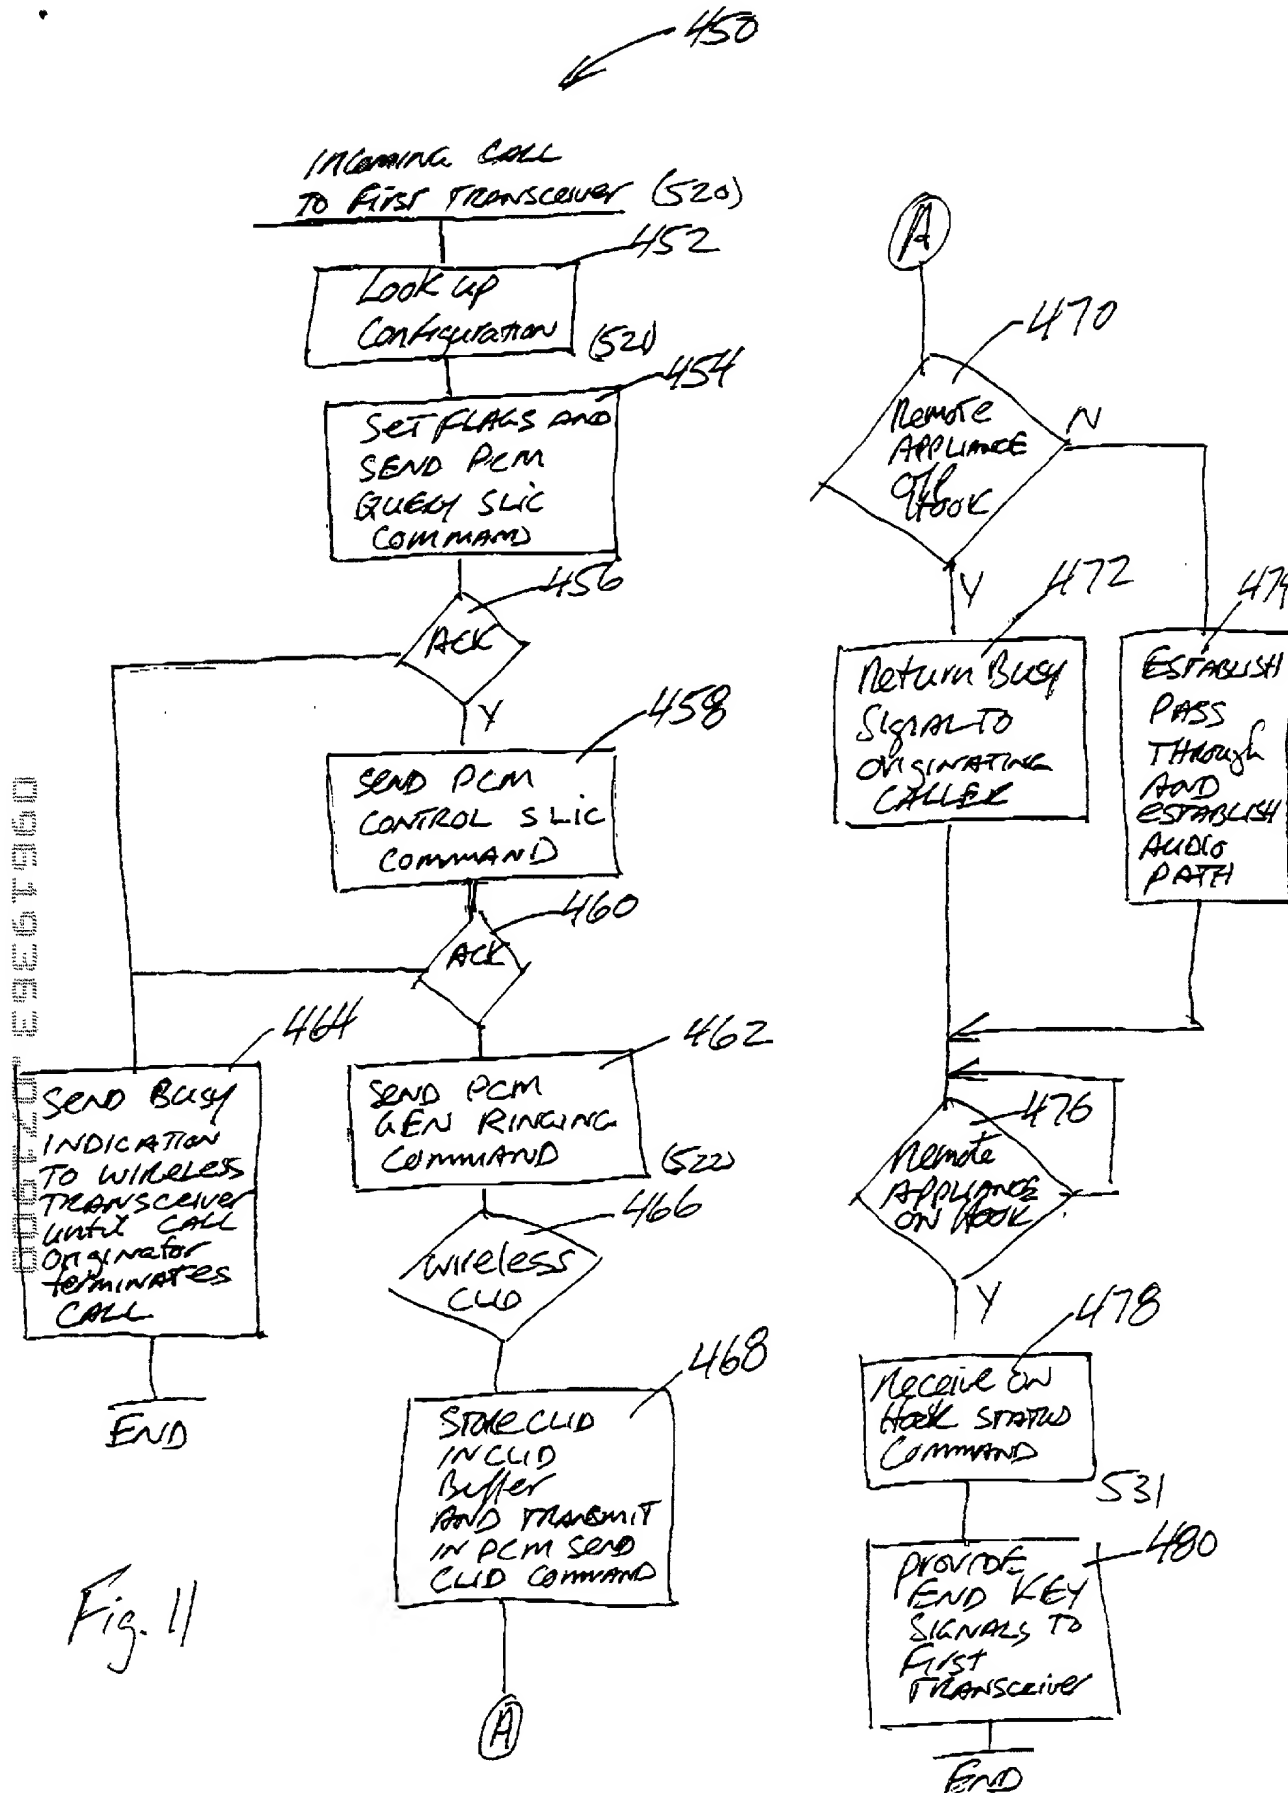 450
INCOMING CALL
TO FIRST TRANSCEIVER (520)
452
Look up
Configuration
(521)
454
SET FLAGS AND
SEND PCM
QUERY SLIC
COMMAND
456
ACK
Y
458
SEND PCM
CONTROL SLIC
COMMAND
460
ACK
464
SEND BUSY
INDICATION
TO WIRELESS
TRANSCEIVER
until CALL
originator
terminates
CALL
END
462
SEND PCM
GEN RINGING
COMMAND
(522)
466
wireless
CLID
468
STORE CLID
IN CLID
Buffer
AND TRANSMIT
IN PCM SEND
CLID COMMAND
A
Fig. 11
A
470
Remote
APPLIANCE
OFF
HOOK
N
Y
472
Return Busy
SIGNAL TO
ORIGINATING
CALLER
474
ESTABLISH
PASS
THROUGH
AND
ESTABLISH
AUDIO
PATH
476
Remote
APPLIANCE
ON HOOK
Y
478
Receive ON
Hook STATUS
COMMAND
531
480
PROVIDE
END KEY
SIGNALS TO
First
TRANSCEIVER
END